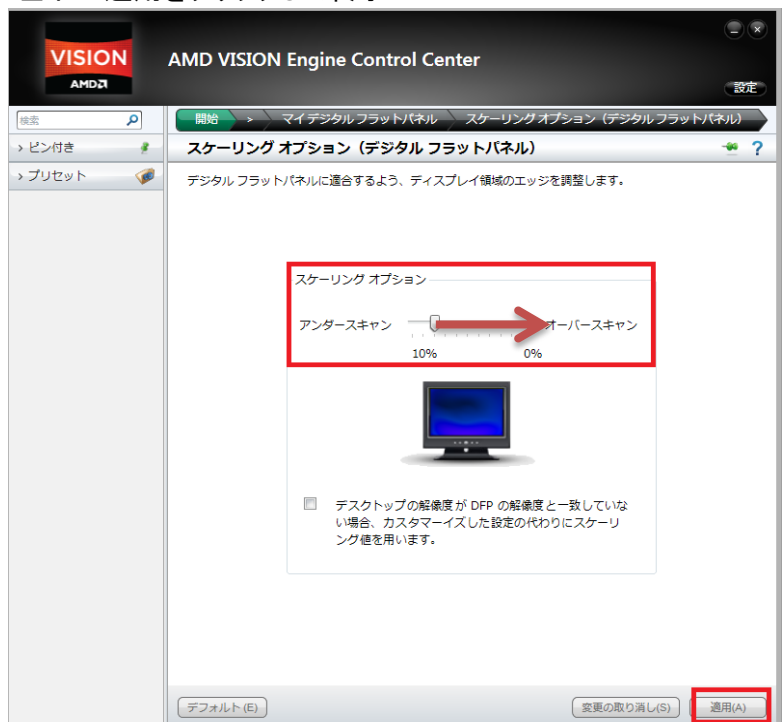 VISION
AMD
AMD VISION Engine Control Center
設定
検索
開始 > マイデジタル フラットパネル スケーリング オプション（デジタル フラットパネル）
› ピン付き
› プリセット
スケーリング オプション（デジタル フラットパネル）
?
デジタル フラットパネルに適合するよう、ディスプレイ領域のエッジを調整します。
スケーリング オプション
アンダースキャン
オーバースキャン
10%
0%
デスクトップの解像度が DFP の解像度と一致していな
い場合、カスタマーイズした設定の代わりにスケーリ
ング値を用います。
デフォルト(E)
変更の取り消し(S)
適用(A)